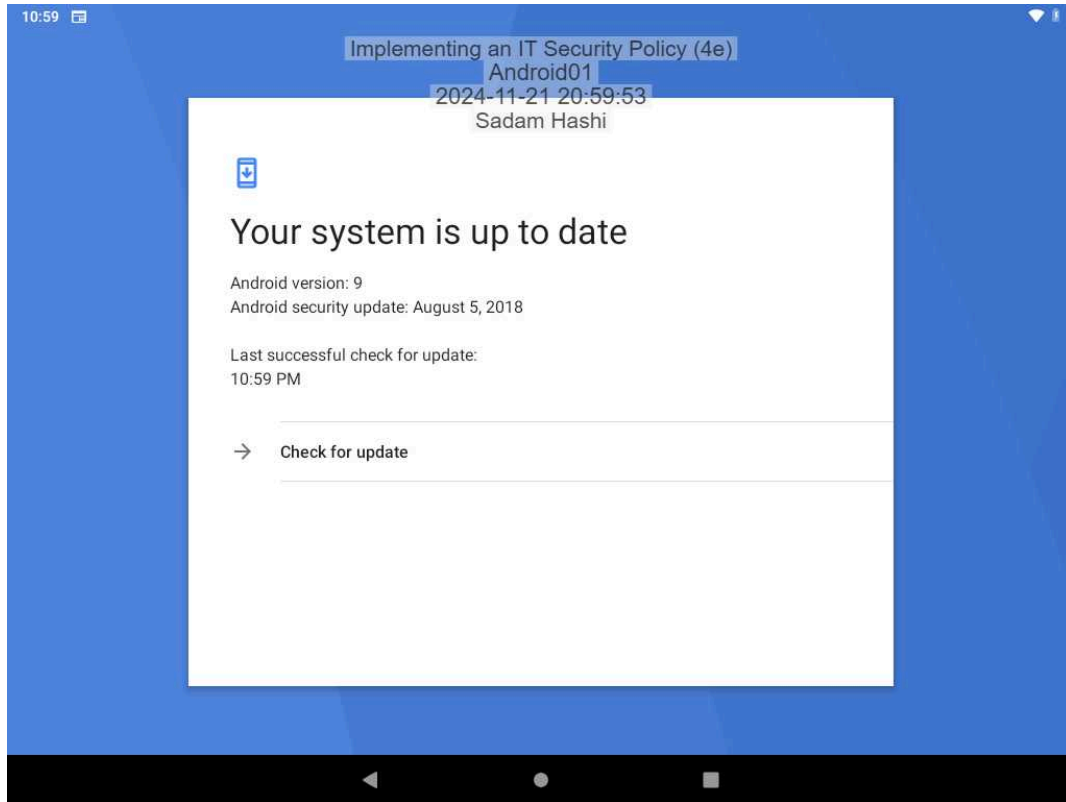 10:59
Implementing an IT Security Policy (4e)
Android01
2024-11-21 20:59:53
Sadam Hashi
Your system is up to date
Android version: 9
Android security update: August 5, 2018
Last successful check for update:
10:59 PM
Check for update